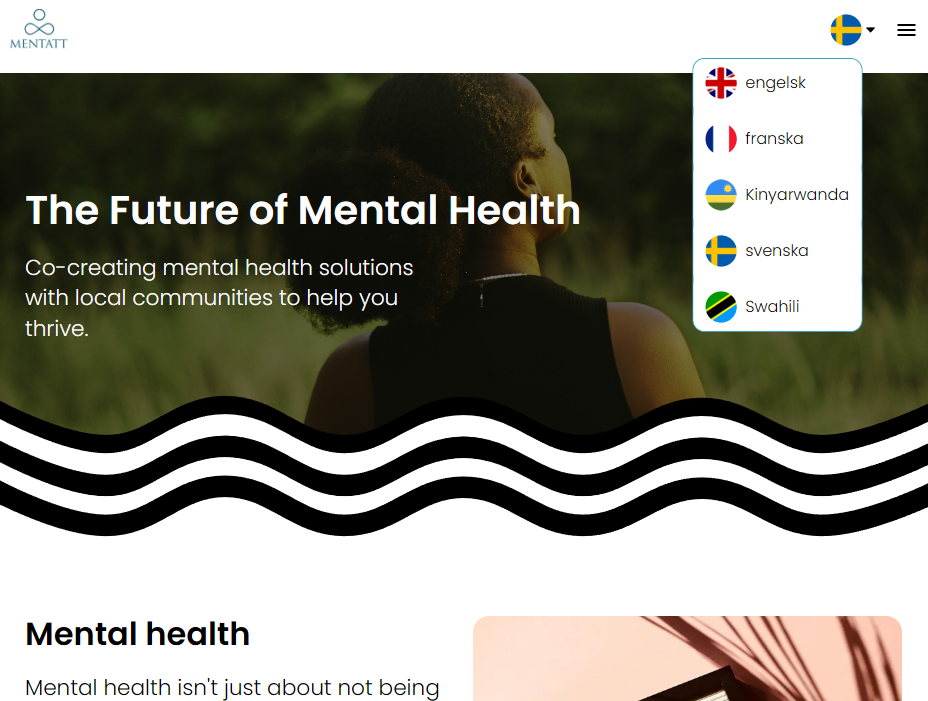 MENTATT
engelsk
franska
Kinyarwanda
svenska
Swahili
The Future of Mental Health
Co-creating mental health solutions
with local communities to help you
thrive.
Mental health
Mental health isn't just about not being